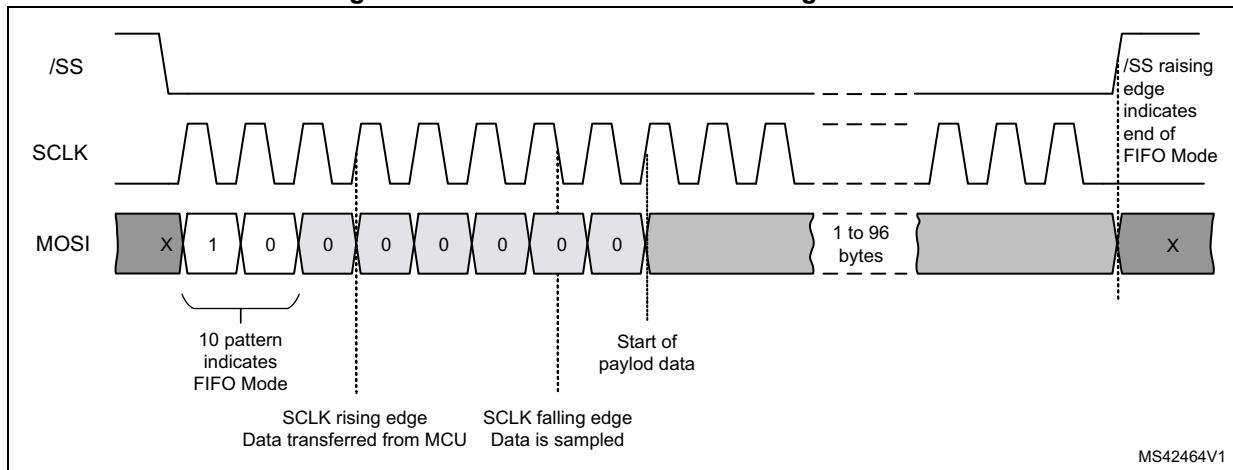 /SS
/SS raising
edge
indicates
end of
FIFO Mode
SCLK
MOSI
X 1 0 0 0 0 0 0 0
1 to 96
bytes
X
10 pattern
indicates
FIFO Mode
Start of
paylod data
SCLK rising edge
Data transferred from MCU
SCLK falling edge
Data is sampled
MS42464V1